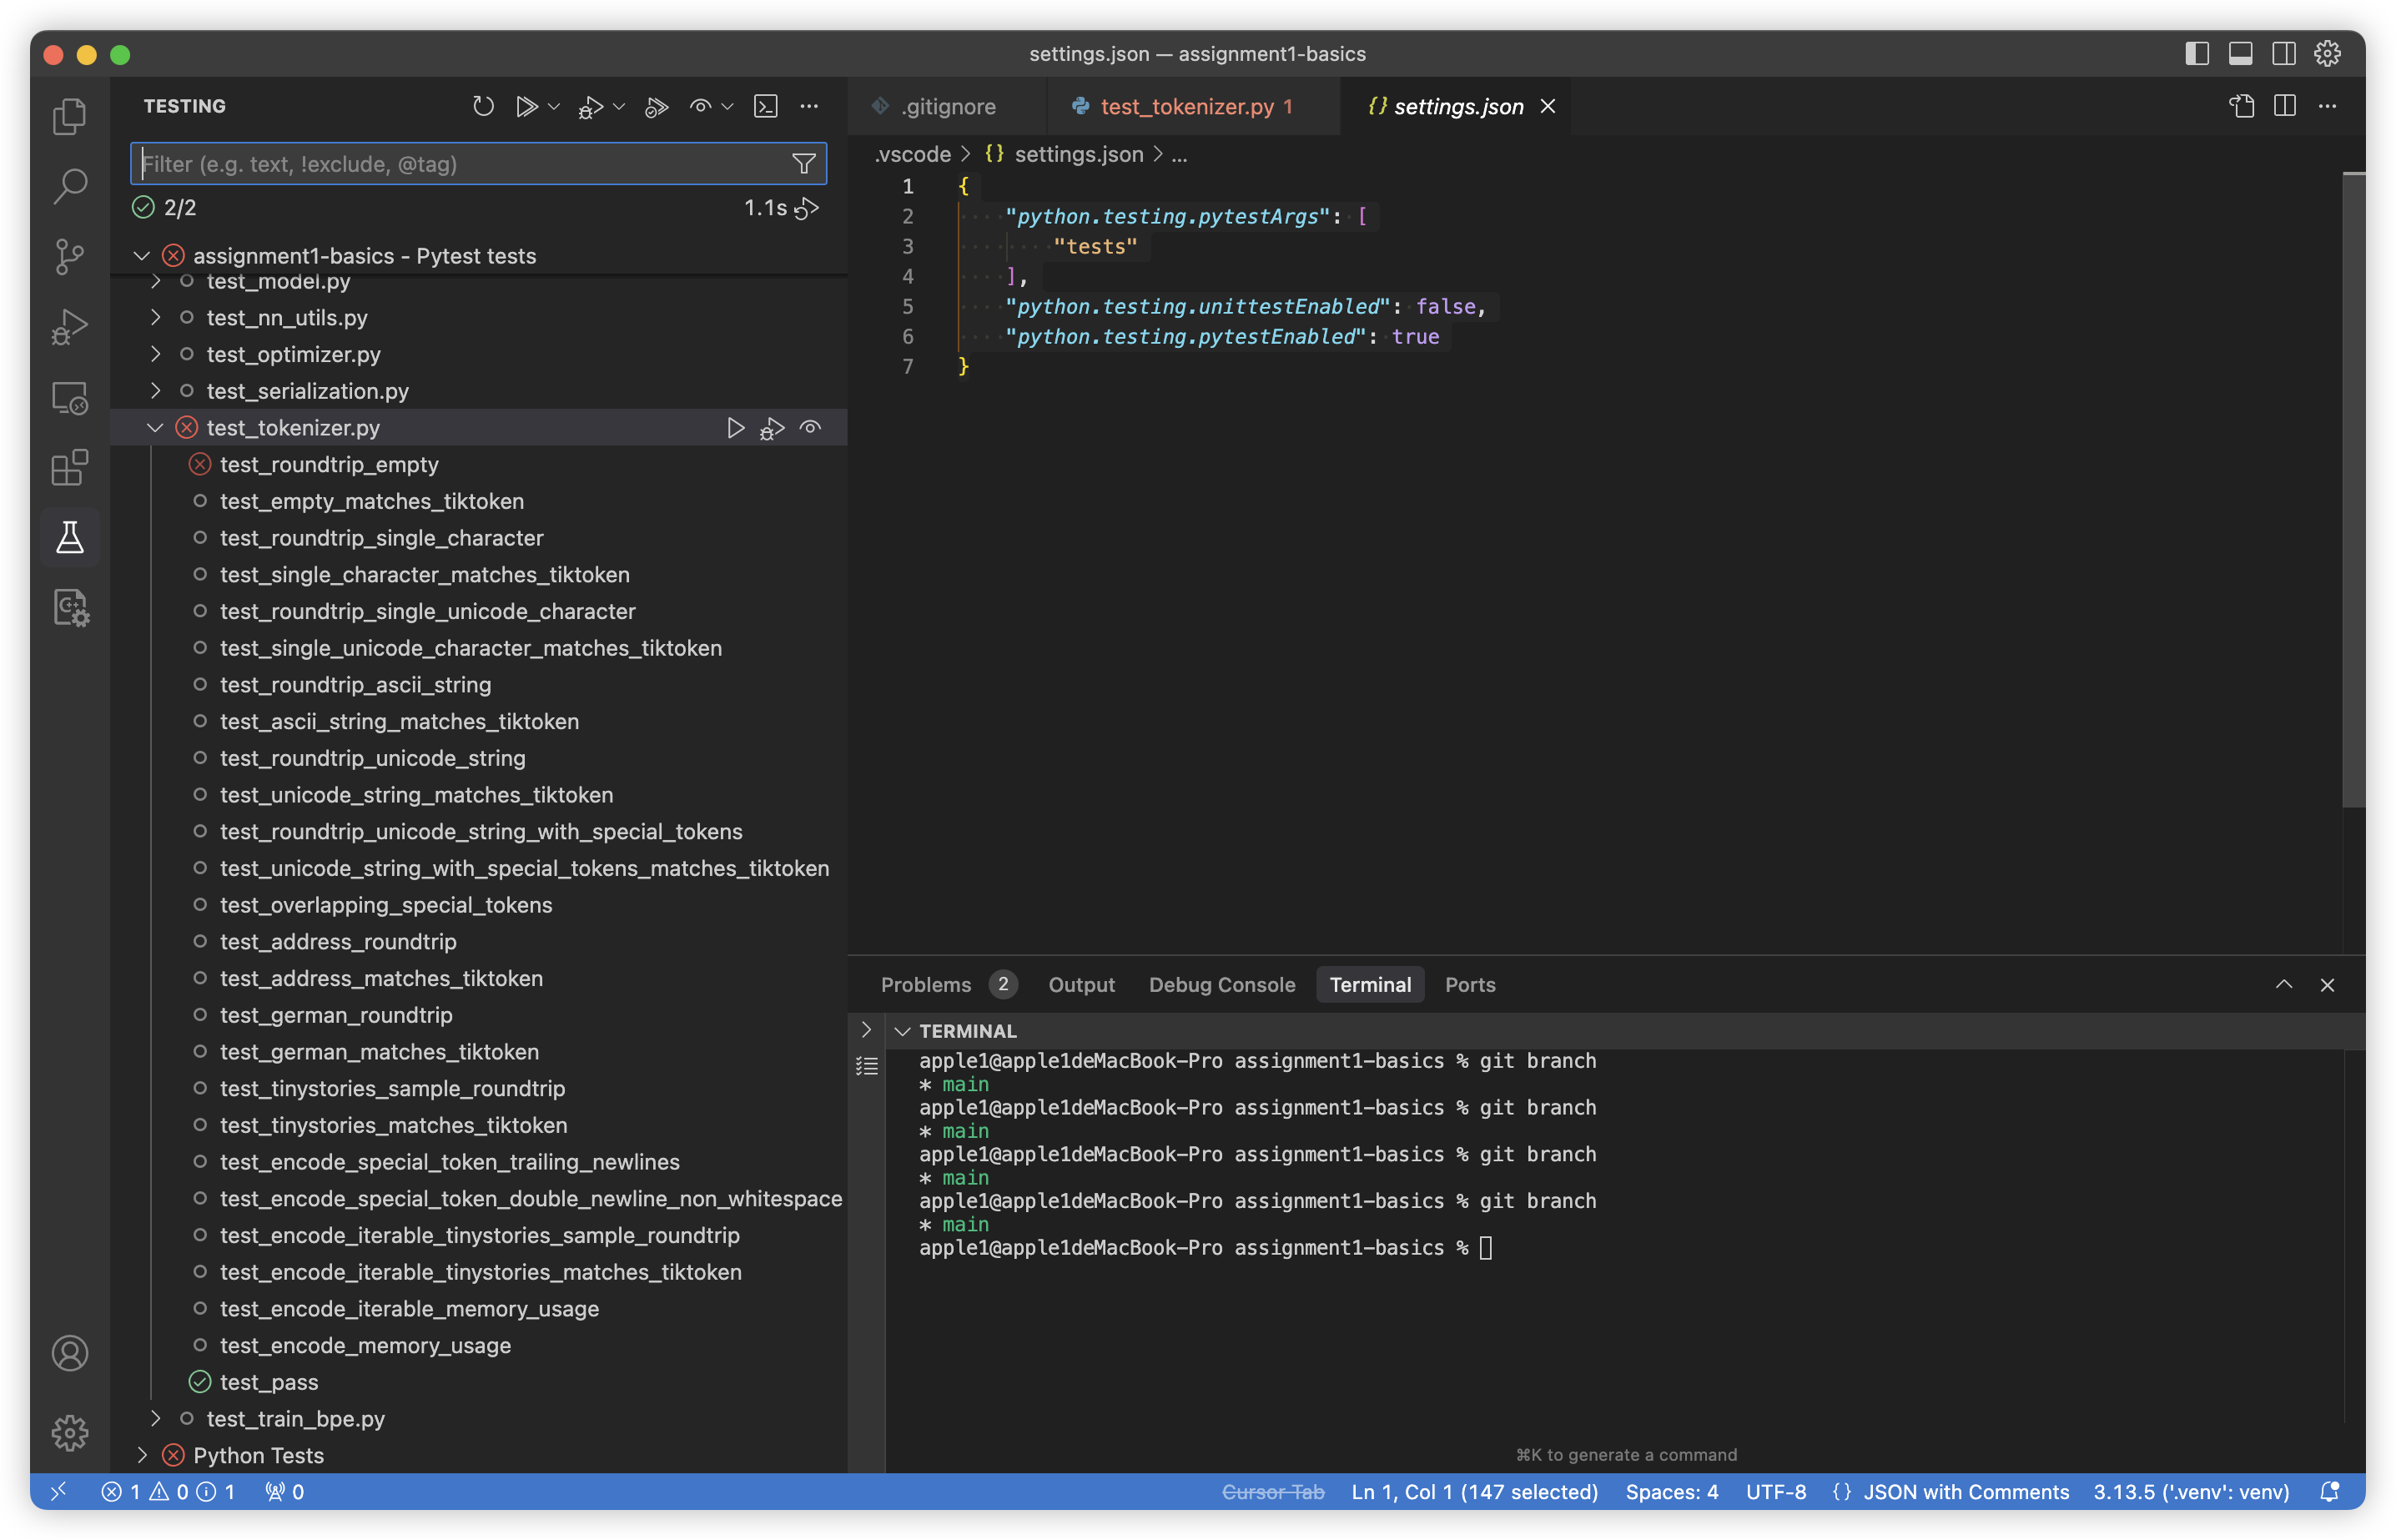 settings.json — assignment1-basics
TESTING
Filter (e.g. text, !exclude, @tag)
2/2
1.1s
assignment1-basics - Pytest tests
test_model.py
test_nn_utils.py
test_optimizer.py
test_serialization.py
test_tokenizer.py
test_roundtrip_empty
test_empty_matches_tiktoken
test_roundtrip_single_character
test_single_character_matches_tiktoken
test_roundtrip_single_unicode_character
test_single_unicode_character_matches_tiktoken
test_roundtrip_ascii_string
test_ascii_string_matches_tiktoken
test_roundtrip_unicode_string
test_unicode_string_matches_tiktoken
test_roundtrip_unicode_string_with_special_tokens
test_unicode_string_with_special_tokens_matches_tiktoken
test_overlapping_special_tokens
test_address_roundtrip
test_address_matches_tiktoken
test_german_roundtrip
test_german_matches_tiktoken
test_tinystories_sample_roundtrip
test_tinystories_matches_tiktoken
test_encode_special_token_trailing_newlines
test_encode_special_token_double_newline_non_whitespace
test_encode_iterable_tinystories_sample_roundtrip
test_encode_iterable_tinystories_matches_tiktoken
test_encode_iterable_memory_usage
test_encode_memory_usage
test_pass
test_train_bpe.py
Python Tests
.gitignore
test_tokenizer.py 1
{} settings.json
.vscode > {} settings.json > ...
1 {
2 "python.testing.pytestArgs": [
3 "tests"
4 ],
5 "python.testing.unittestEnabled": false,
6 "python.testing.pytestEnabled": true
7 }
Problems 2
Output
Debug Console
Terminal
Ports
TERMINAL
apple1@apple1deMacBook-Pro assignment1-basics % git branch
* main
apple1@apple1deMacBook-Pro assignment1-basics % git branch
* main
apple1@apple1deMacBook-Pro assignment1-basics % git branch
* main
apple1@apple1deMacBook-Pro assignment1-basics % git branch
* main
apple1@apple1deMacBook-Pro assignment1-basics %
⌘K to generate a command
1 0 1 0
Cursor Tab
Ln 1, Col 1 (147 selected)
Spaces: 4
UTF-8
{} JSON with Comments
3.13.5 ('.venv': venv)